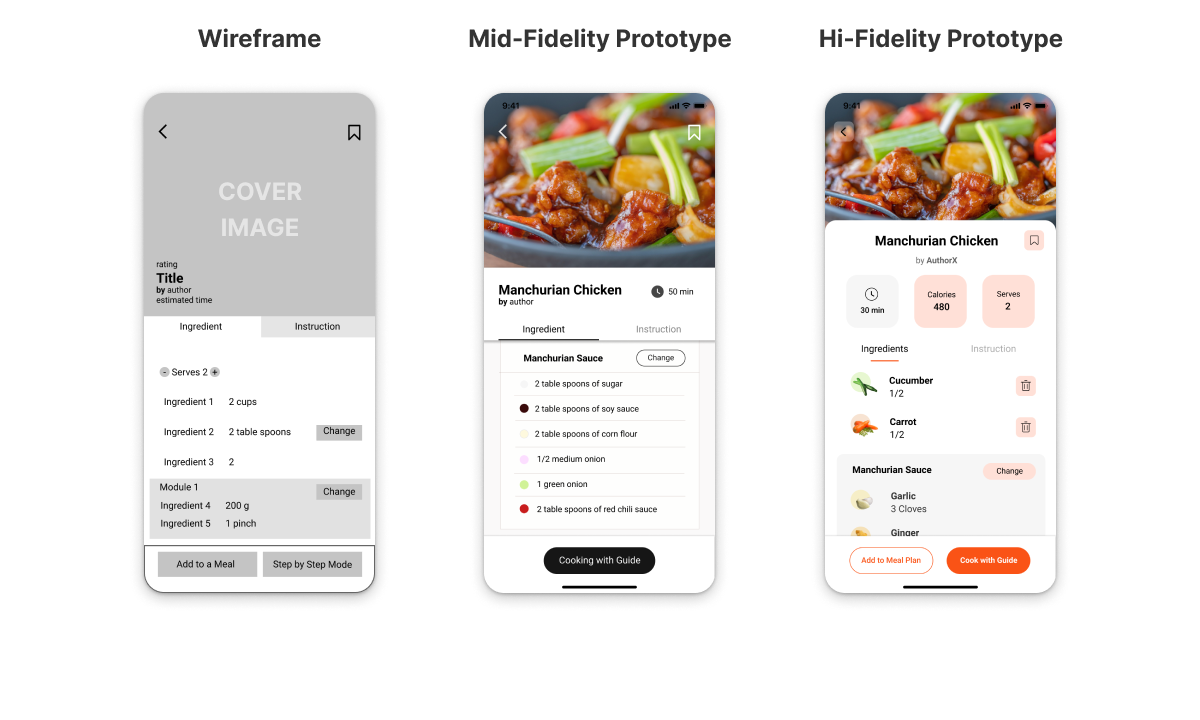 Wireframe
COVER
IMAGE
rating
Title
by author
estimated time
Ingredient Instruction
- Serves 2 +
Ingredient 1 2 cups
Ingredient 2 2 table spoons Change
Ingredient 3 2
Module 1 Change
Ingredient 4 200 g
Ingredient 5 1 pinch
Add to a Meal Step by Step Mode
Mid-Fidelity Prototype
9:41
Manchurian Chicken
by author
50 min
Ingredient Instruction
Manchurian Sauce Change
2 table spoons of sugar
2 table spoons of soy sauce
2 table spoons of corn flour
1/2 medium onion
1 green onion
2 table spoons of red chili sauce
Cooking with Guide
Hi-Fidelity Prototype
9:41
Manchurian Chicken
by AuthorX
30 min
Calories
480
Serves
2
Ingredients Instruction
Cucumber
1/2
Carrot
1/2
Manchurian Sauce Change
Garlic
3 Cloves
Ginger
Add to Meal Plan Cook with Guide